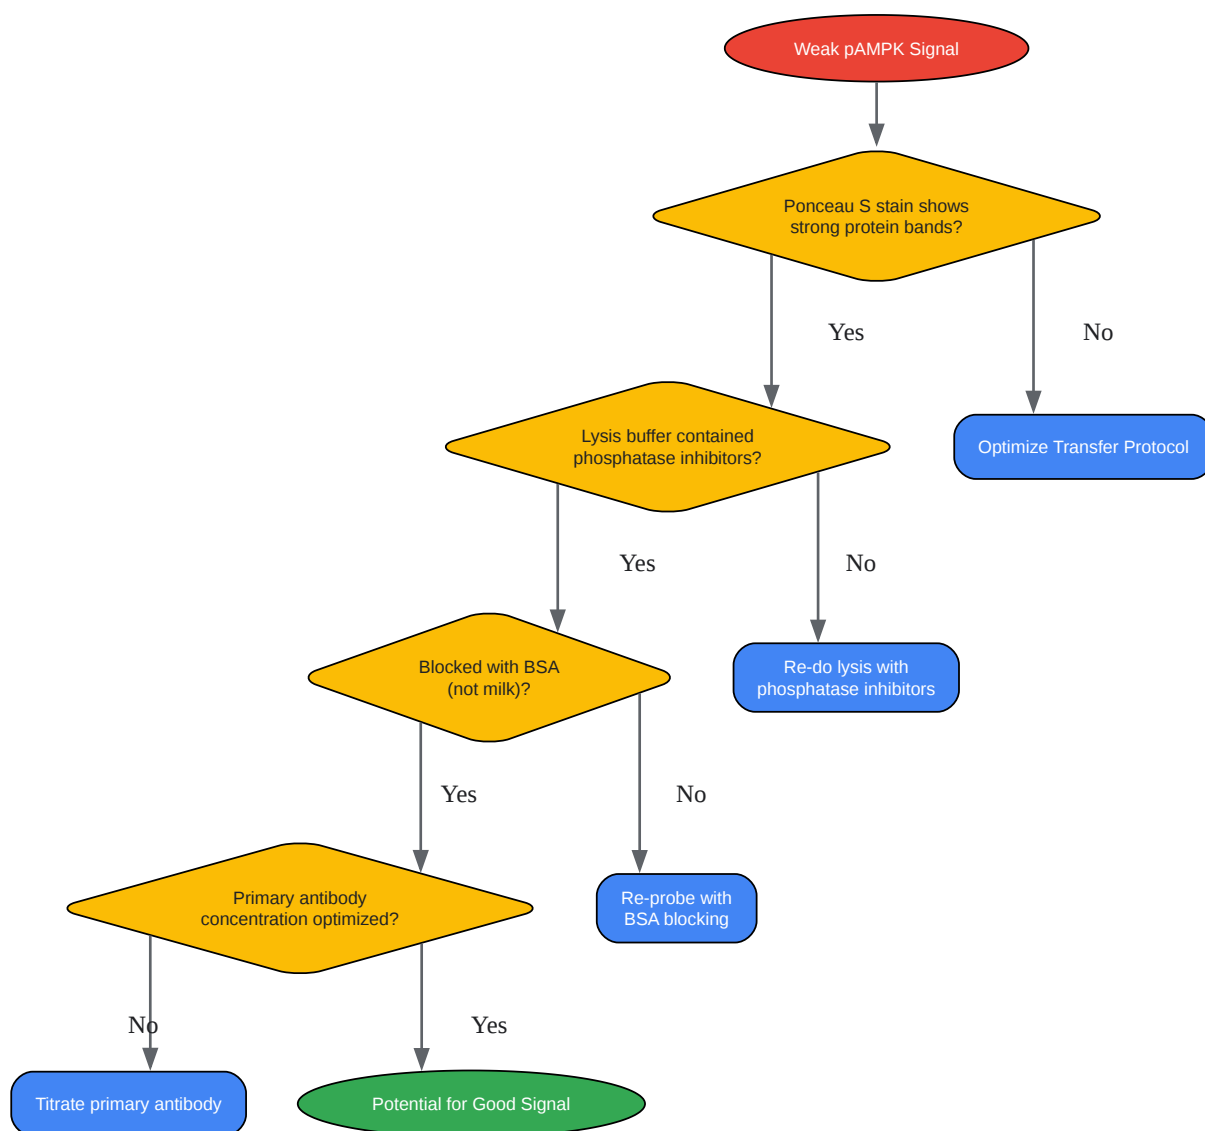 Weak pAMPK Signal
Ponceau S stain shows
strong protein bands?
Yes
No
Lysis buffer contained
phosphatase inhibitors?
Optimize Transfer Protocol
Yes
No
Blocked with BSA
(not milk)?
Re-do lysis with
phosphatase inhibitors
Yes
No
Primary antibody
concentration optimized?
Re-probe with
BSA blocking
No
Yes
Titrate primary antibody
Potential for Good Signal